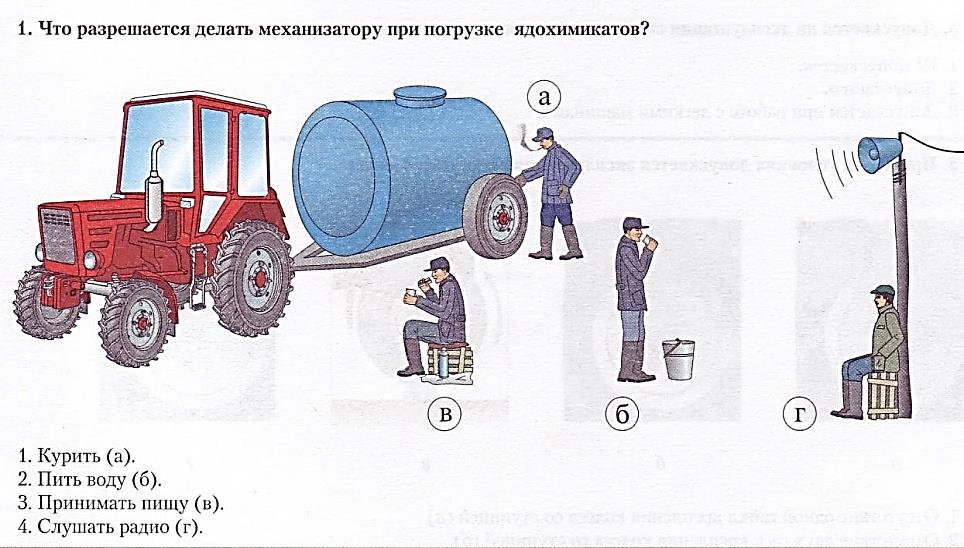 1. Что разрешается делать механизатору при погрузке ядохимикатов?
а
в
б
г
1. Курить (а).
2. Пить воду (б).
3. Принимать пищу (в).
4. Слушать радио (г).